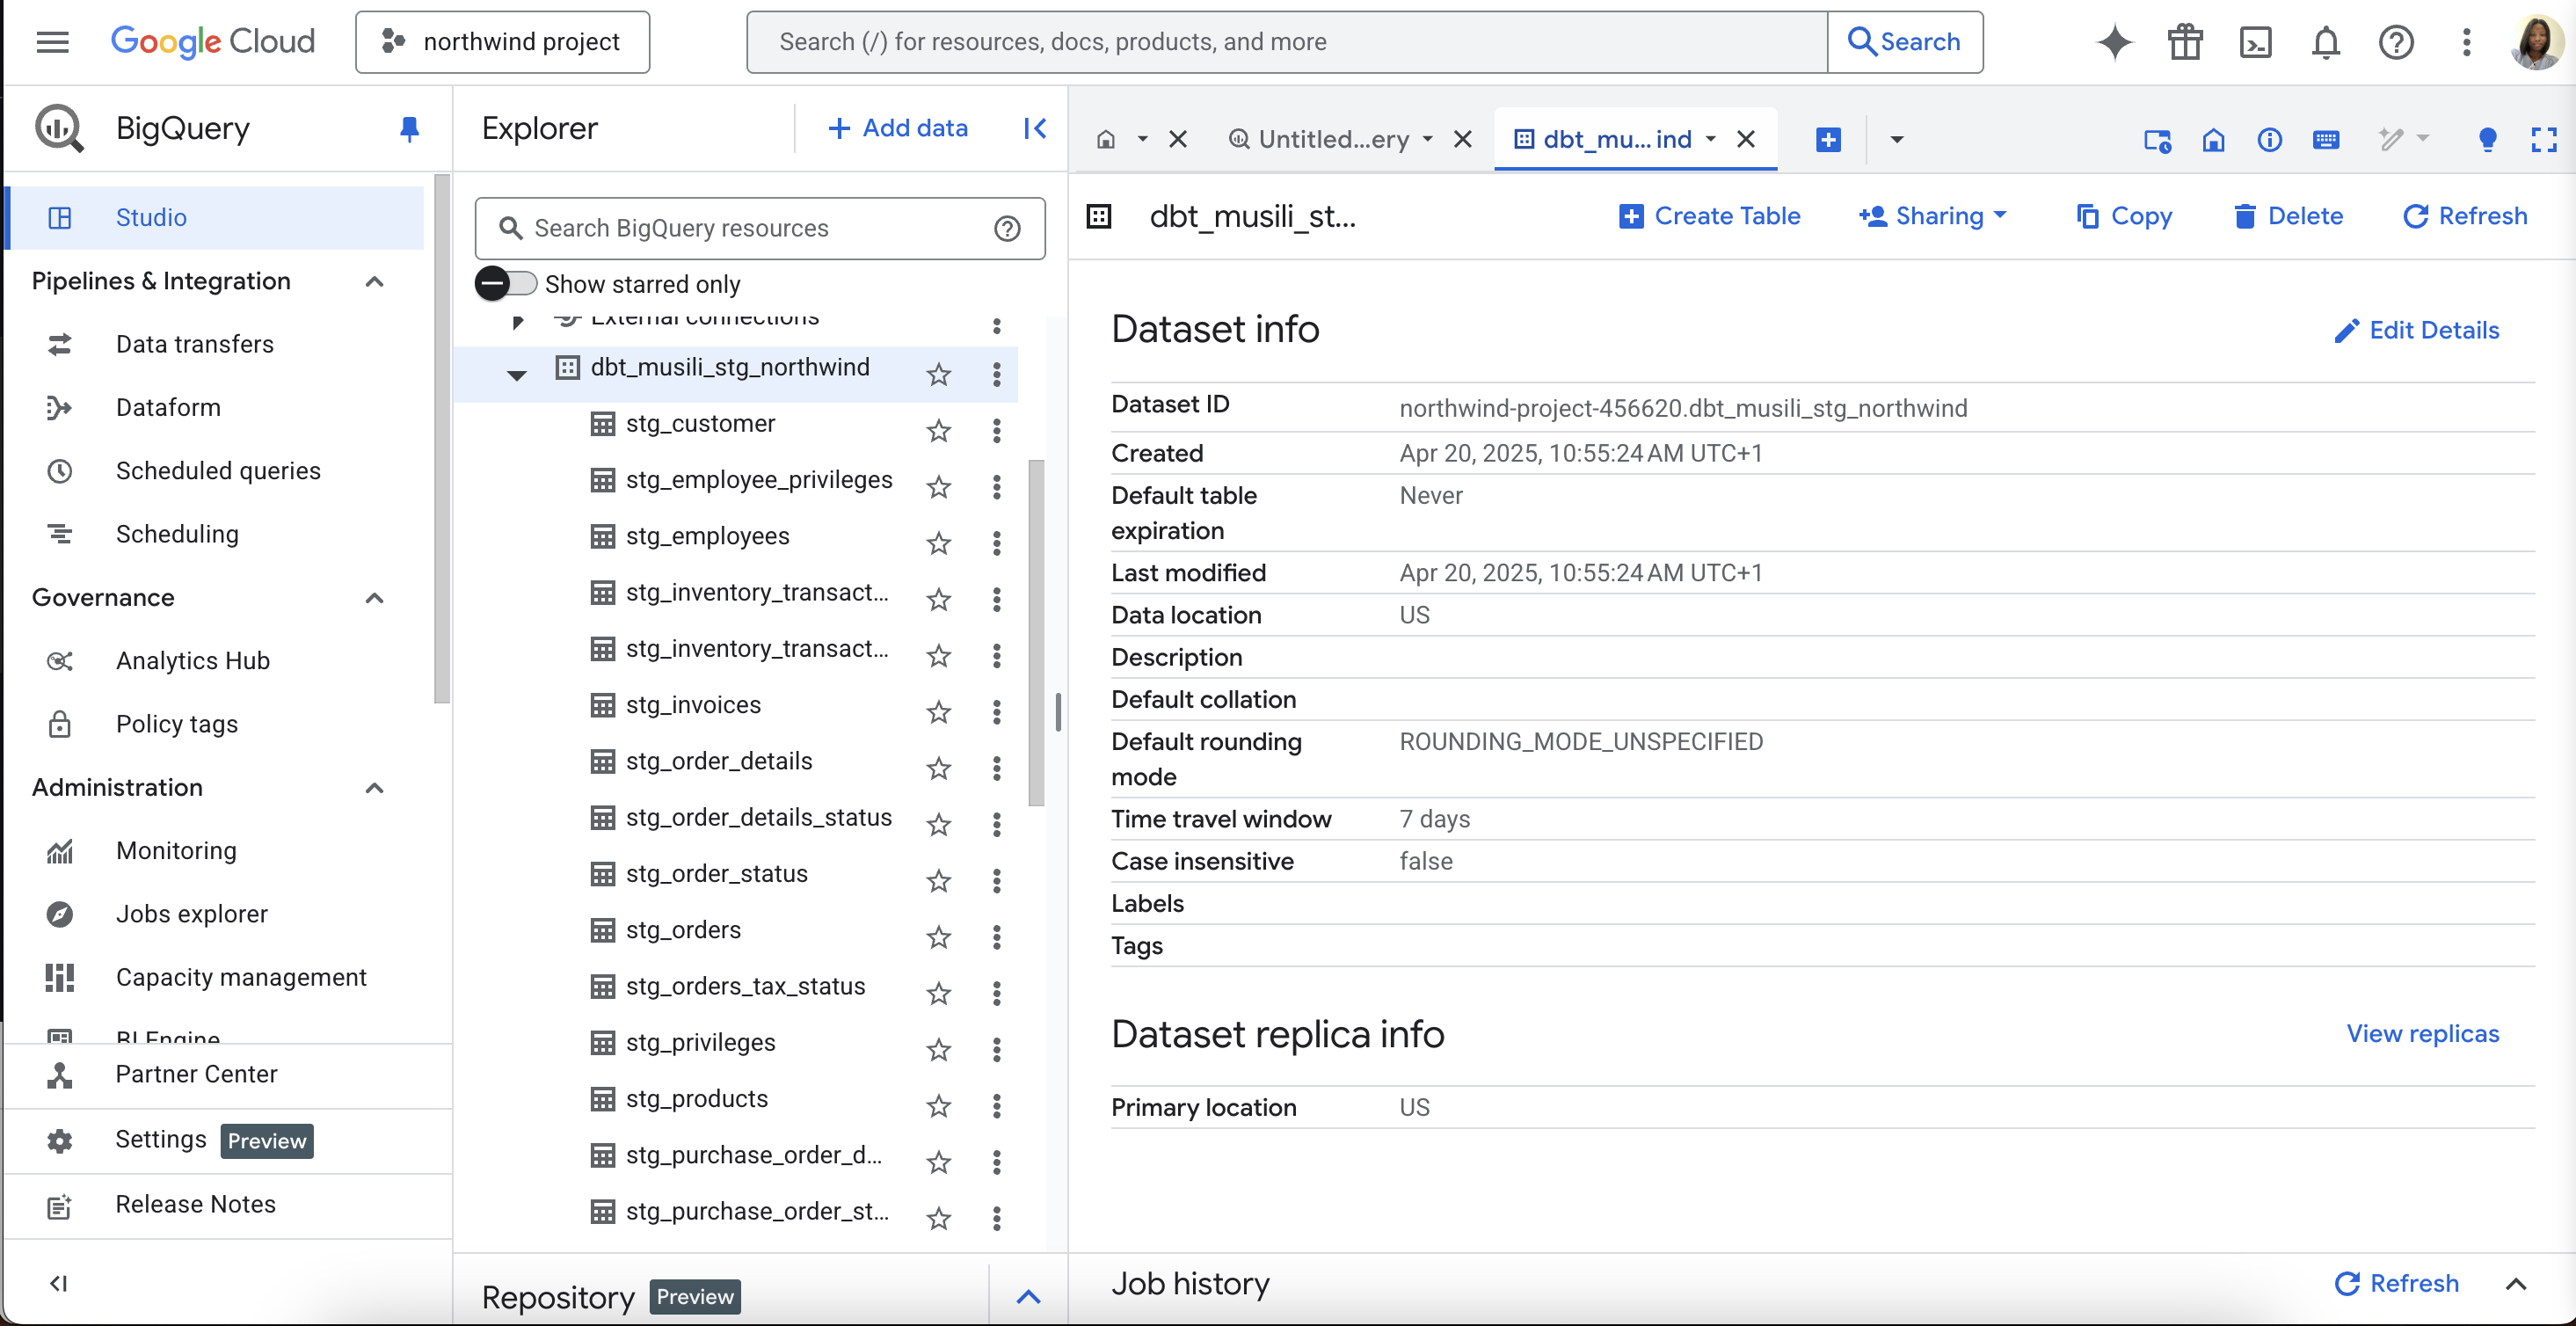 Google Cloud
northwind project
Search (/) for resources, docs, products, and more
Search
BigQuery
Studio
Pipelines & Integration
Data transfers
Dataform
Scheduled queries
Scheduling
Governance
Analytics Hub
Policy tags
Administration
Monitoring
Jobs explorer
Capacity management
BI Engine
Partner Center
Settings Preview
Release Notes
Explorer
Add data
Search BigQuery resources
Show starred only
External connections
dbt_musili_stg_northwind
stg_customer
stg_employee_privileges
stg_employees
stg_inventory_transact...
stg_inventory_transact...
stg_invoices
stg_order_details
stg_order_details_status
stg_order_status
stg_orders
stg_orders_tax_status
stg_privileges
stg_products
stg_purchase_order_d...
stg_purchase_order_st...
Repository Preview
Untitled...ery
dbt_mu...ind
dbt_musili_st...
Create Table
Sharing
Copy
Delete
Refresh
Dataset info
Edit Details
Dataset ID northwind-project-456620.dbt_musili_stg_northwind
Created Apr 20, 2025, 10:55:24 AM UTC+1
Default table Never
expiration
Last modified Apr 20, 2025, 10:55:24 AM UTC+1
Data location US
Description
Default collation
Default rounding ROUNDING_MODE_UNSPECIFIED
mode
Time travel window 7 days
Case insensitive false
Labels
Tags
Dataset replica info
View replicas
Primary location US
Job history
Refresh